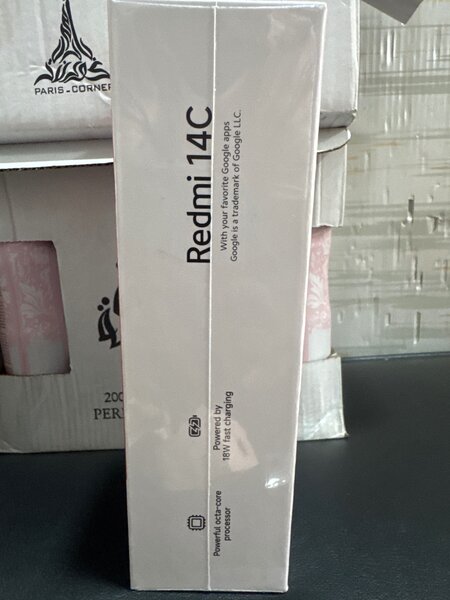 PARIS CORNER
Redmi 14C
With your favorite Google apps
Google is a trademark of Google LLC.
Powered by
18W fast charging
Powerful octa-core
processor
200
PER